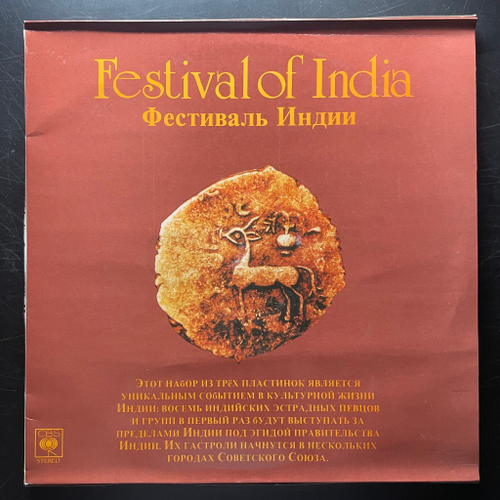 Festival of India
Фестиваль Индии
Этот набор из трёх пластинок является
уникальным событием в культурной жизни
Индии: восемь индийских эстрадных певцов
и групп в первый раз будут выступать за
пределами Индии под эгидой правительства
Индии. Их гастроли начнутся в нескольких
городах Советского Союза.
CBS
STEREO